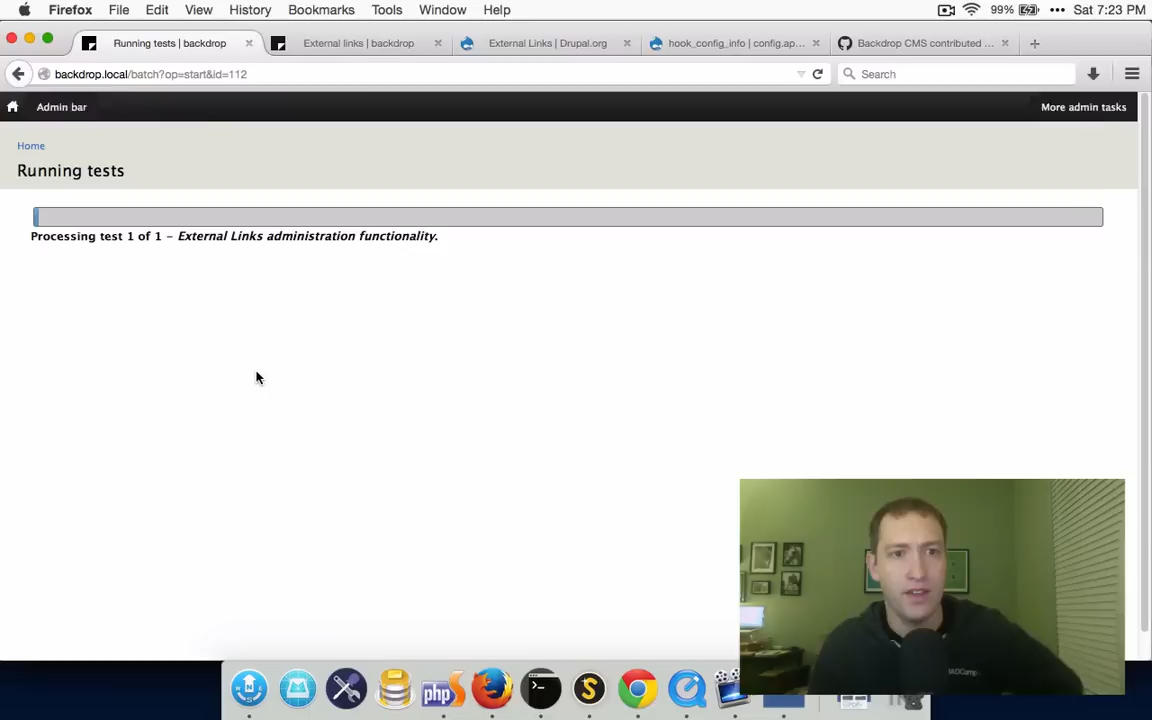 Firefox File Edit View History Bookmarks Tools Window Help 99% Sat 7:23 PM
Running tests | backdrop External links | backdrop External Links | Drupal.org hook_config_info | config.ap... Backdrop CMS contributed ...
backdrop.local/batch?op=start&id=112 Search
Admin bar More admin tasks
Home
Running tests
Processing test 1 of 1 – External Links administration functionality.
php S